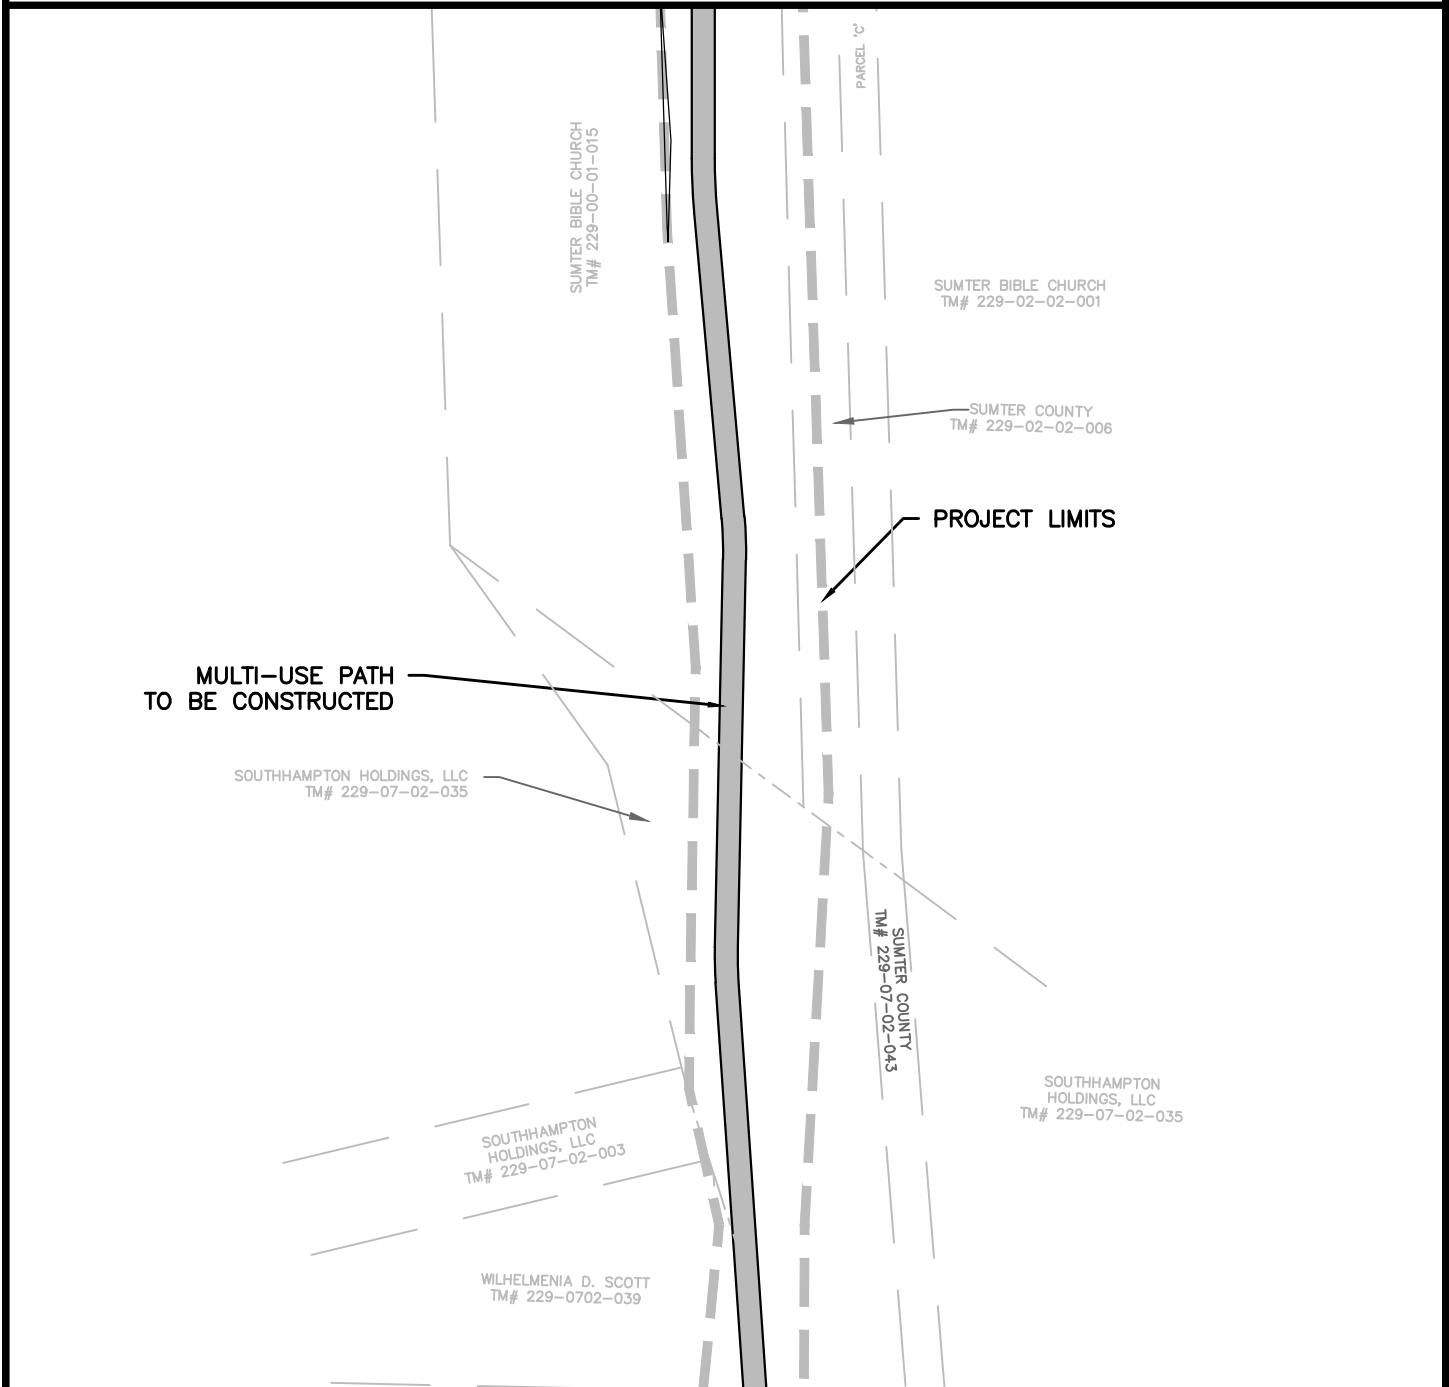 PARCEL 'C'
SUMTER BIBLE CHURCH
TM# 229-00-01-015
SUMTER BIBLE CHURCH
TM# 229-02-02-001
SUMTER COUNTY
TM# 229-02-02-006
PROJECT LIMITS
MULTI-USE PATH
TO BE CONSTRUCTED
SOUTHHAMPTON HOLDINGS, LLC
TM# 229-07-02-035
SUMTER COUNTY
TM# 229-07-02-043
SOUTHHAMPTON
HOLDINGS, LLC
TM# 229-07-02-035
SOUTHHAMPTON
HOLDINGS, LLC
TM# 229-07-02-003
WILHELMENIA D. SCOTT
TM# 229-0702-039